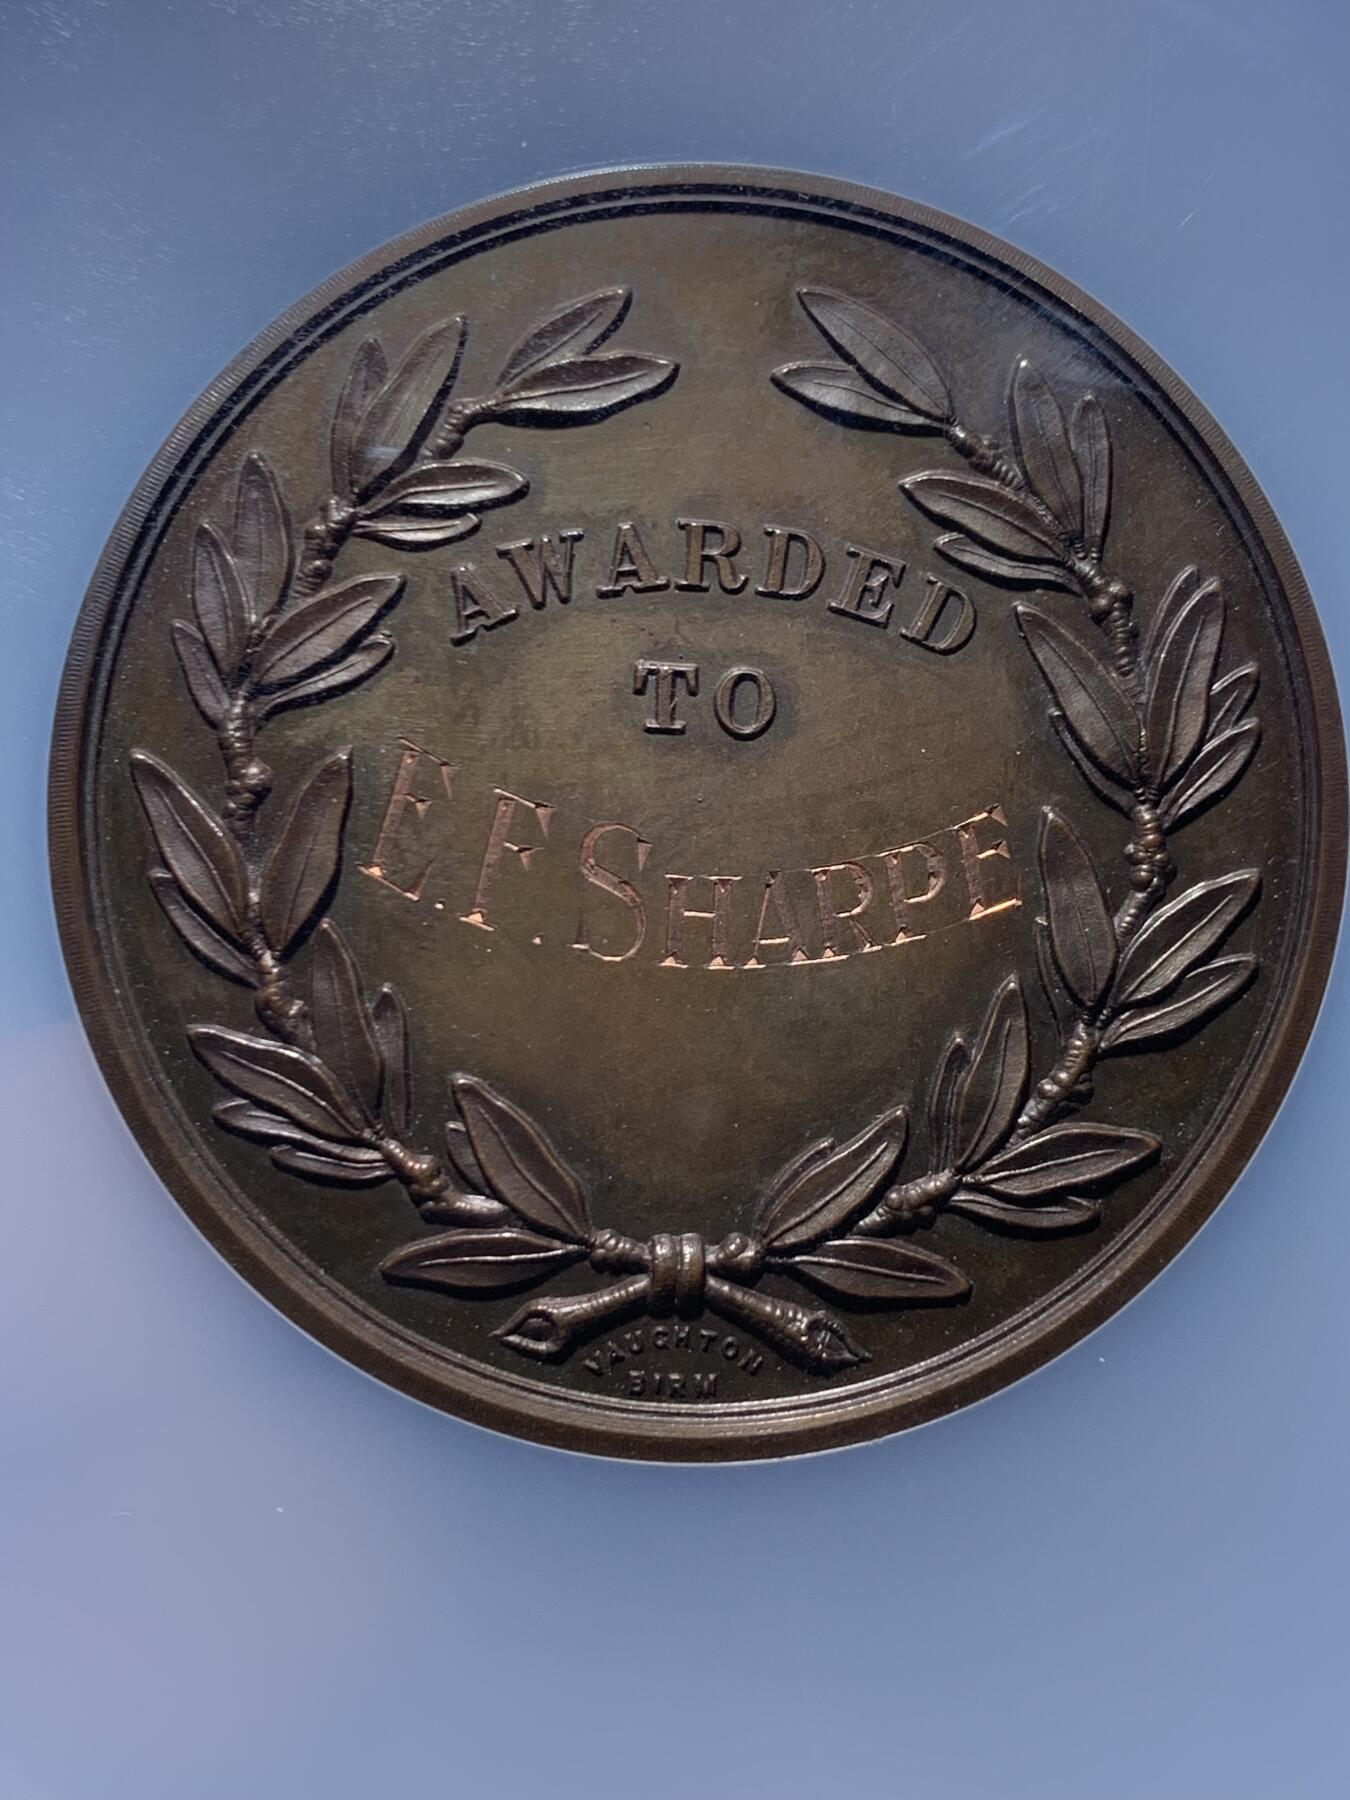 AWARDED
TO
E.F. SHARPE
VAUGHTON
BIRM